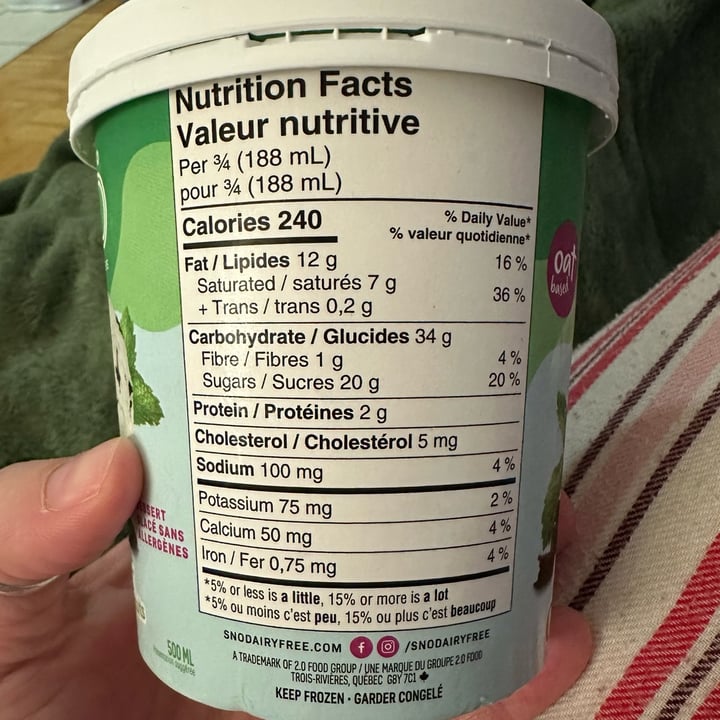 Nutrition Facts
Valeur nutritive
Per ¾ (188 mL)
pour ¾ (188 mL)
Calories 240
% Daily Value*
% valeur quotidienne*
Fat / Lipides 12 g 16 %
Saturated / saturés 7 g
+ Trans / trans 0,2 g 36 %
Carbohydrate / Glucides 34 g
Fibre / Fibres 1 g 4 %
Sugars / Sucres 20 g 20 %
Protein / Protéines 2 g
Cholesterol / Cholestérol 5 mg
Sodium 100 mg 4 %
Potassium 75 mg 2 %
Calcium 50 mg 4 %
Iron / Fer 0,75 mg 4 %
*5% or less is a little, 15% or more is a lot
*5% ou moins c'est peu, 15% ou plus c'est beaucoup
SNODAIRYFREE.COM /SNODAIRYFREE
A TRADEMARK OF 2.0 FOOD GROUP / UNE MARQUE DU GROUPE 2.0 FOOD
TROIS-RIVIÈRES, QUÉBEC G8Y 7C1
KEEP FROZEN • GARDER CONGELÉ
Oat
based
SANS
500 ML